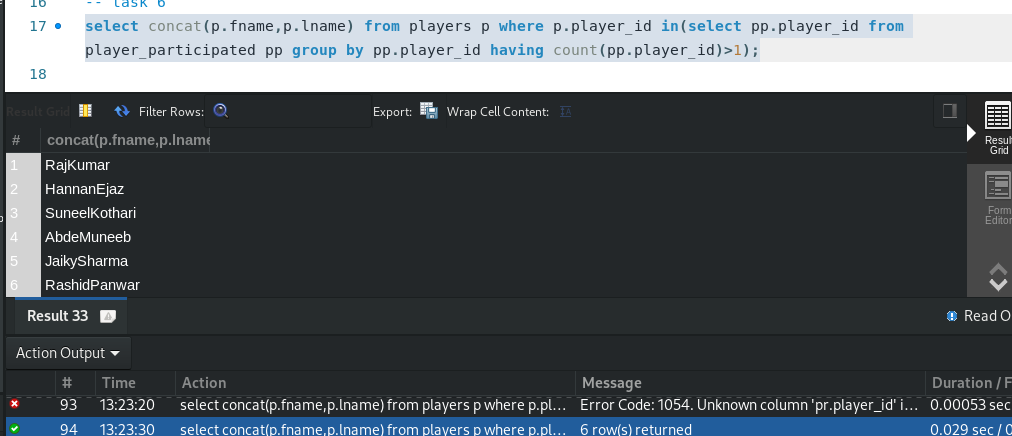 16 -- task 6
17 select concat(p.fname,p.lname) from players p where p.player_id in(select pp.player_id from
player_participated pp group by pp.player_id having count(pp.player_id)>1);
18
Result Grid Filter Rows: Export: Wrap Cell Content:
# concat(p.fname,p.lname
1 RajKumar
2 HannanEjaz
3 SuneelKothari
4 AbdeMuneeb
5 JaikySharma
6 RashidPanwar
Result
Grid
Form
Editor
Result 33 Read O
Action Output
# Time Action Message Duration / F
93 13:23:20 select concat(p.fname,p.lname) from players p where p.pl... Error Code: 1054. Unknown column 'pr.player_id' i... 0.00053 sec
94 13:23:30 select concat(p.fname,p.lname) from players p where p.pl... 6 row(s) returned 0.029 sec / 0